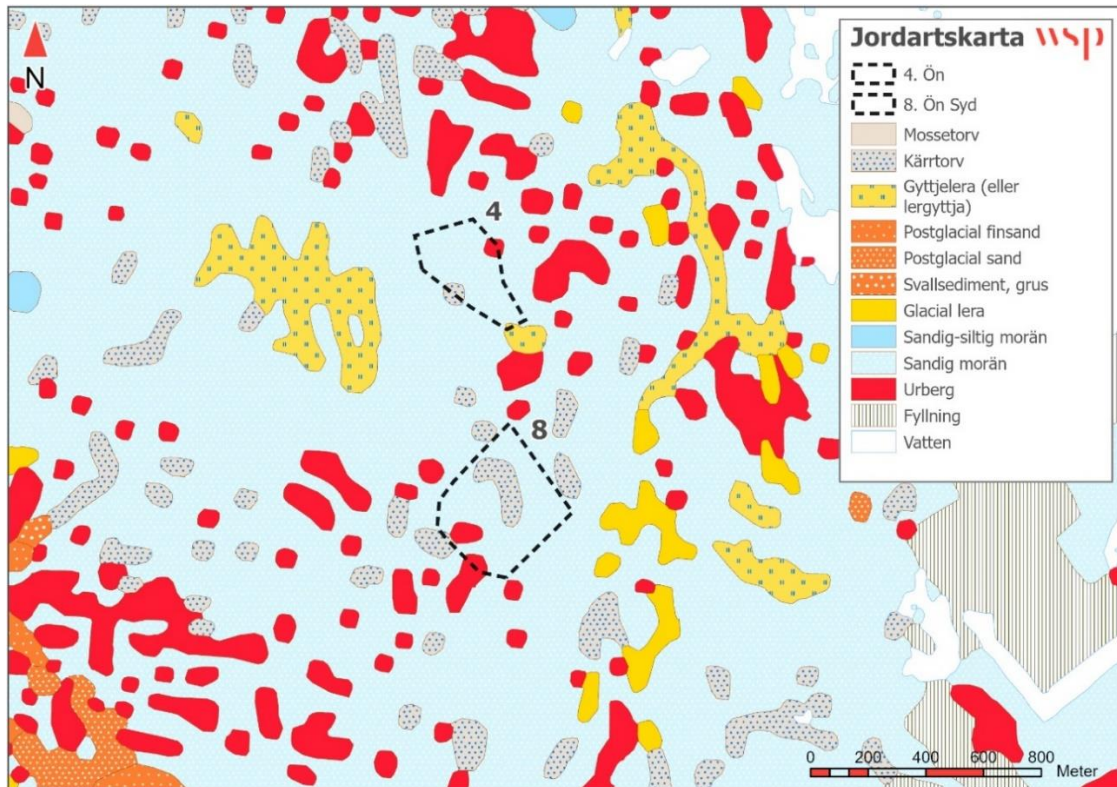 N
4
8
Jordartskarta wsp
4. Ön
8. Ön Syd
Mossetorv
Kärrtorv
Gyttjelera (eller
lergyttja)
Postglacial finsand
Postglacial sand
Svallsediment, grus
Glacial lera
Sandig-siltig morän
Sandig morän
Urberg
Fyllning
Vatten
0 200 400 600 800
Meter